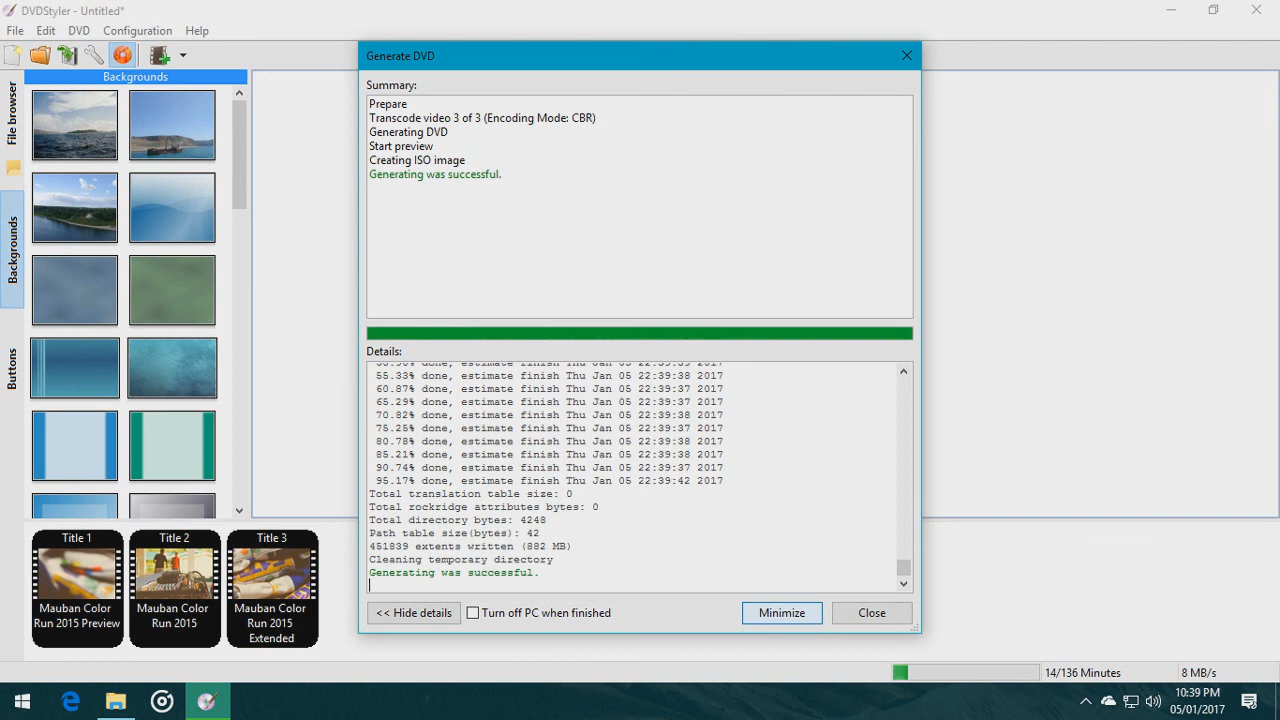 DVDStyler - Untitled*
File Edit DVD Configuration Help
File browser
Backgrounds
Buttons
Backgrounds
Generate DVD
Summary:
Prepare
Transcode video 3 of 3 (Encoding Mode: CBR)
Generating DVD
Start preview
Creating ISO image
Generating was successful.
Details:
55.33% done, estimate finish Thu Jan 05 22:39:38 2017
60.87% done, estimate finish Thu Jan 05 22:39:37 2017
65.29% done, estimate finish Thu Jan 05 22:39:37 2017
70.82% done, estimate finish Thu Jan 05 22:39:38 2017
75.25% done, estimate finish Thu Jan 05 22:39:37 2017
80.78% done, estimate finish Thu Jan 05 22:39:38 2017
85.21% done, estimate finish Thu Jan 05 22:39:38 2017
90.74% done, estimate finish Thu Jan 05 22:39:37 2017
95.17% done, estimate finish Thu Jan 05 22:39:42 2017
Total translation table size: 0
Total rockridge attributes bytes: 0
Total directory bytes: 4248
Path table size(bytes): 42
451839 extents written (882 MB)
Cleaning temporary directory
Generating was successful.
<< Hide details Turn off PC when finished Minimize Close
Title 1
Mauban Color
Run 2015 Preview
Title 2
Mauban Color
Run 2015
Title 3
Mauban Color
Run 2015
Extended
14/136 Minutes 8 MB/s
10:39 PM
05/01/2017